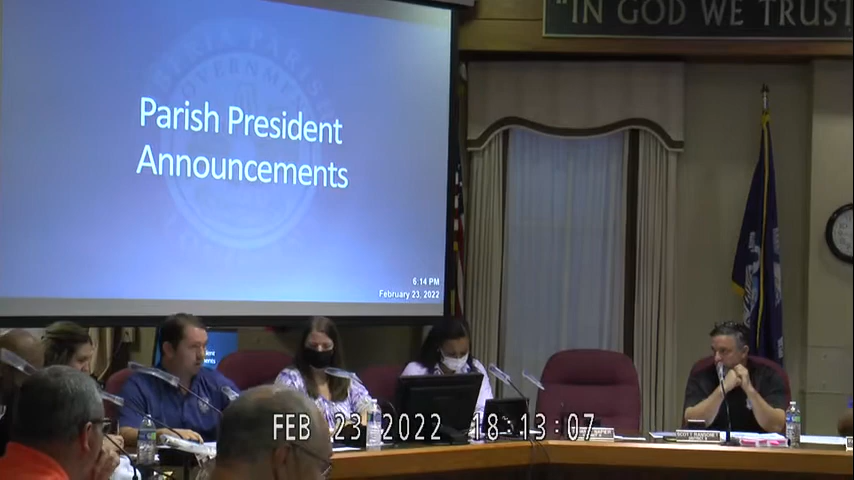 "IN GOD WE TRUST
Parish President
Announcements
6:14 PM
February 23, 2022
FEB 23 2022 18:13:07